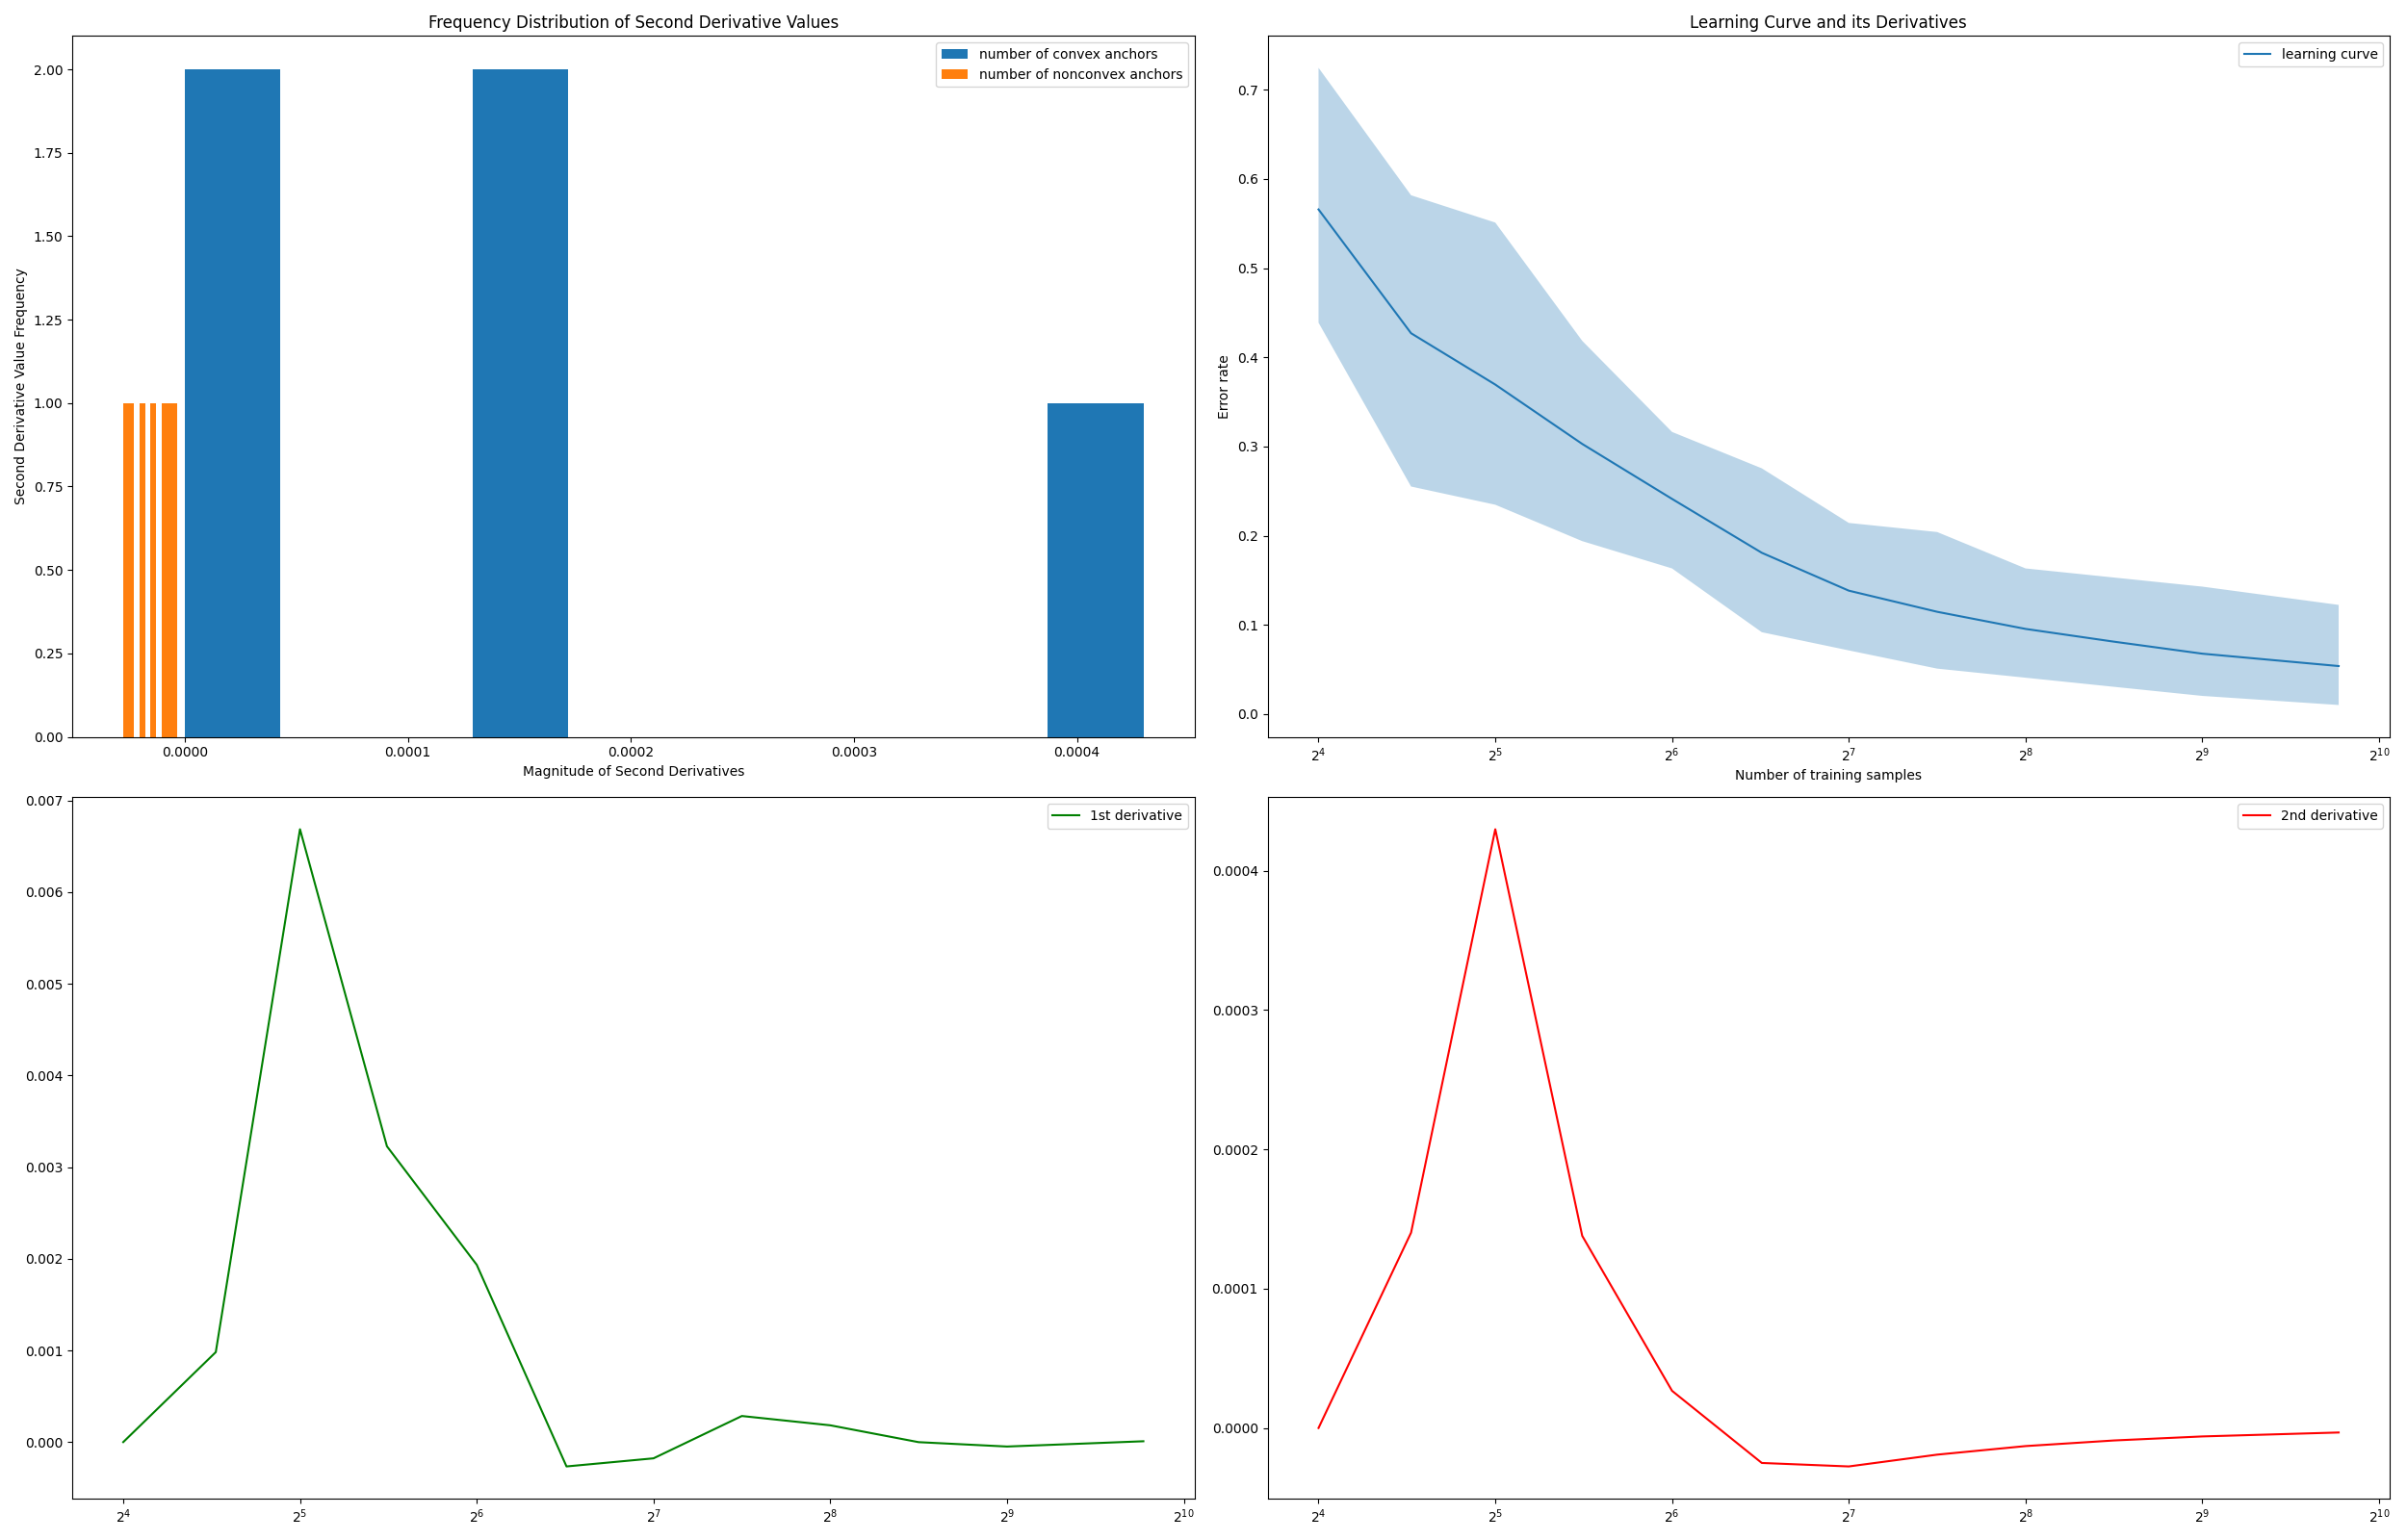 Frequency Distribution of Second Derivative Values
number of convex anchors
number of nonconvex anchors
Second Derivative Value Frequency
2.00
1.75
1.50
1.25
1.00
0.75
0.50
0.25
0.00
0.0000 0.0001 0.0002 0.0003 0.0004
Magnitude of Second Derivatives
Learning Curve and its Derivatives
learning curve
Error rate
0.7
0.6
0.5
0.4
0.3
0.2
0.1
0.0
2⁴ 2⁵ 2⁶ 2⁷ 2⁸ 2⁹ 2¹⁰
Number of training samples
1st derivative
0.007
0.006
0.005
0.004
0.003
0.002
0.001
0.000
2⁴ 2⁵ 2⁶ 2⁷ 2⁸ 2⁹ 2¹⁰
2nd derivative
0.0004
0.0003
0.0002
0.0001
0.0000
2⁴ 2⁵ 2⁶ 2⁷ 2⁸ 2⁹ 2¹⁰